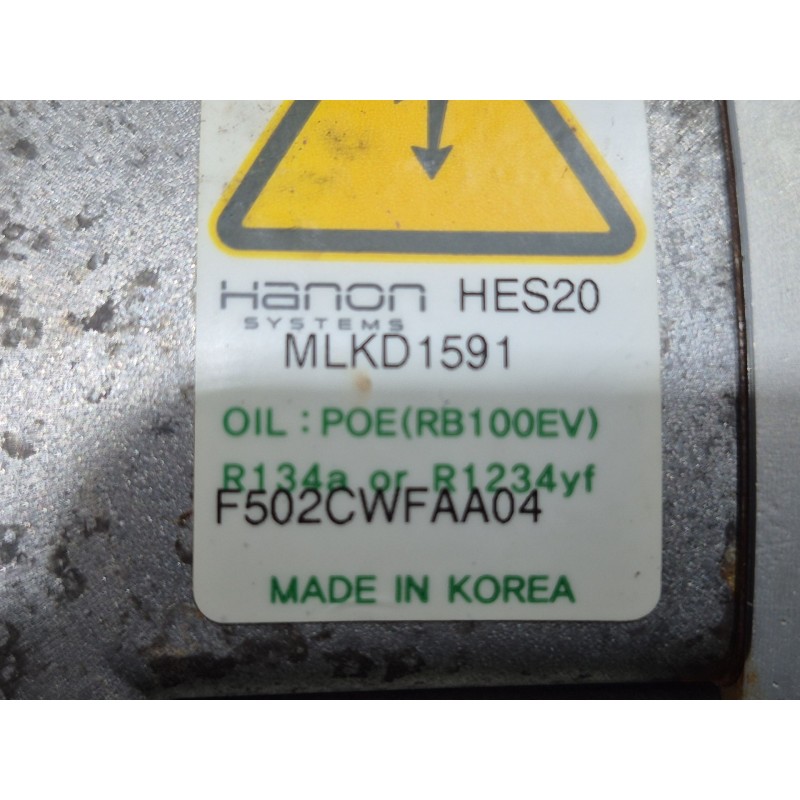 Hanon HES20
SYSTEMS
MLKD1591
OIL : POE(RB100EV)
R134a or R1234yf
F502CWFAA04
MADE IN KOREA